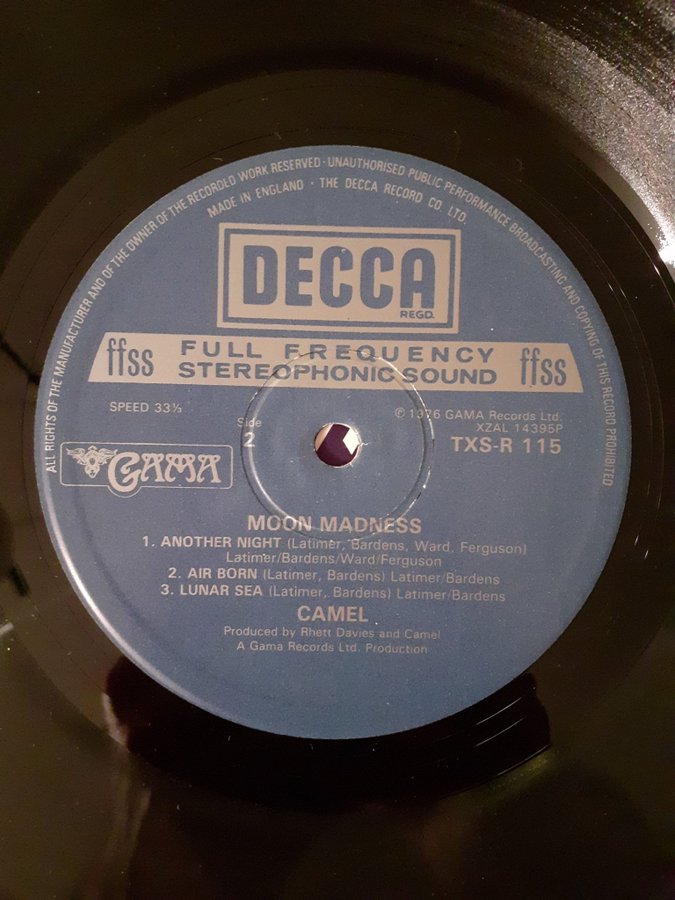 ALL RIGHTS OF THE MANUFACTURER AND OF THE OWNER OF THE RECORDED WORK RESERVED · UNAUTHORISED PUBLIC PERFORMANCE BROADCASTING AND COPYING OF THIS RECORD PROHIBITED
MADE IN ENGLAND · THE DECCA RECORD CO. LTD.
DECCA
REGD.
ffss FULL FREQUENCY STEREOPHONIC SOUND ffss
SPEED 33⅓
Side
2
℗ 1976 GAMA Records Ltd.
XZAL 14395P
TXS-R 115
GAMA
MOON MADNESS
1. ANOTHER NIGHT (Latimer, Bardens, Ward, Ferguson)
Latimer/Bardens/Ward/Ferguson
2. AIR BORN (Latimer, Bardens) Latimer/Bardens
3. LUNAR SEA (Latimer, Bardens) Latimer/Bardens
CAMEL
Produced by Rhett Davies and Camel
A Gama Records Ltd. Production